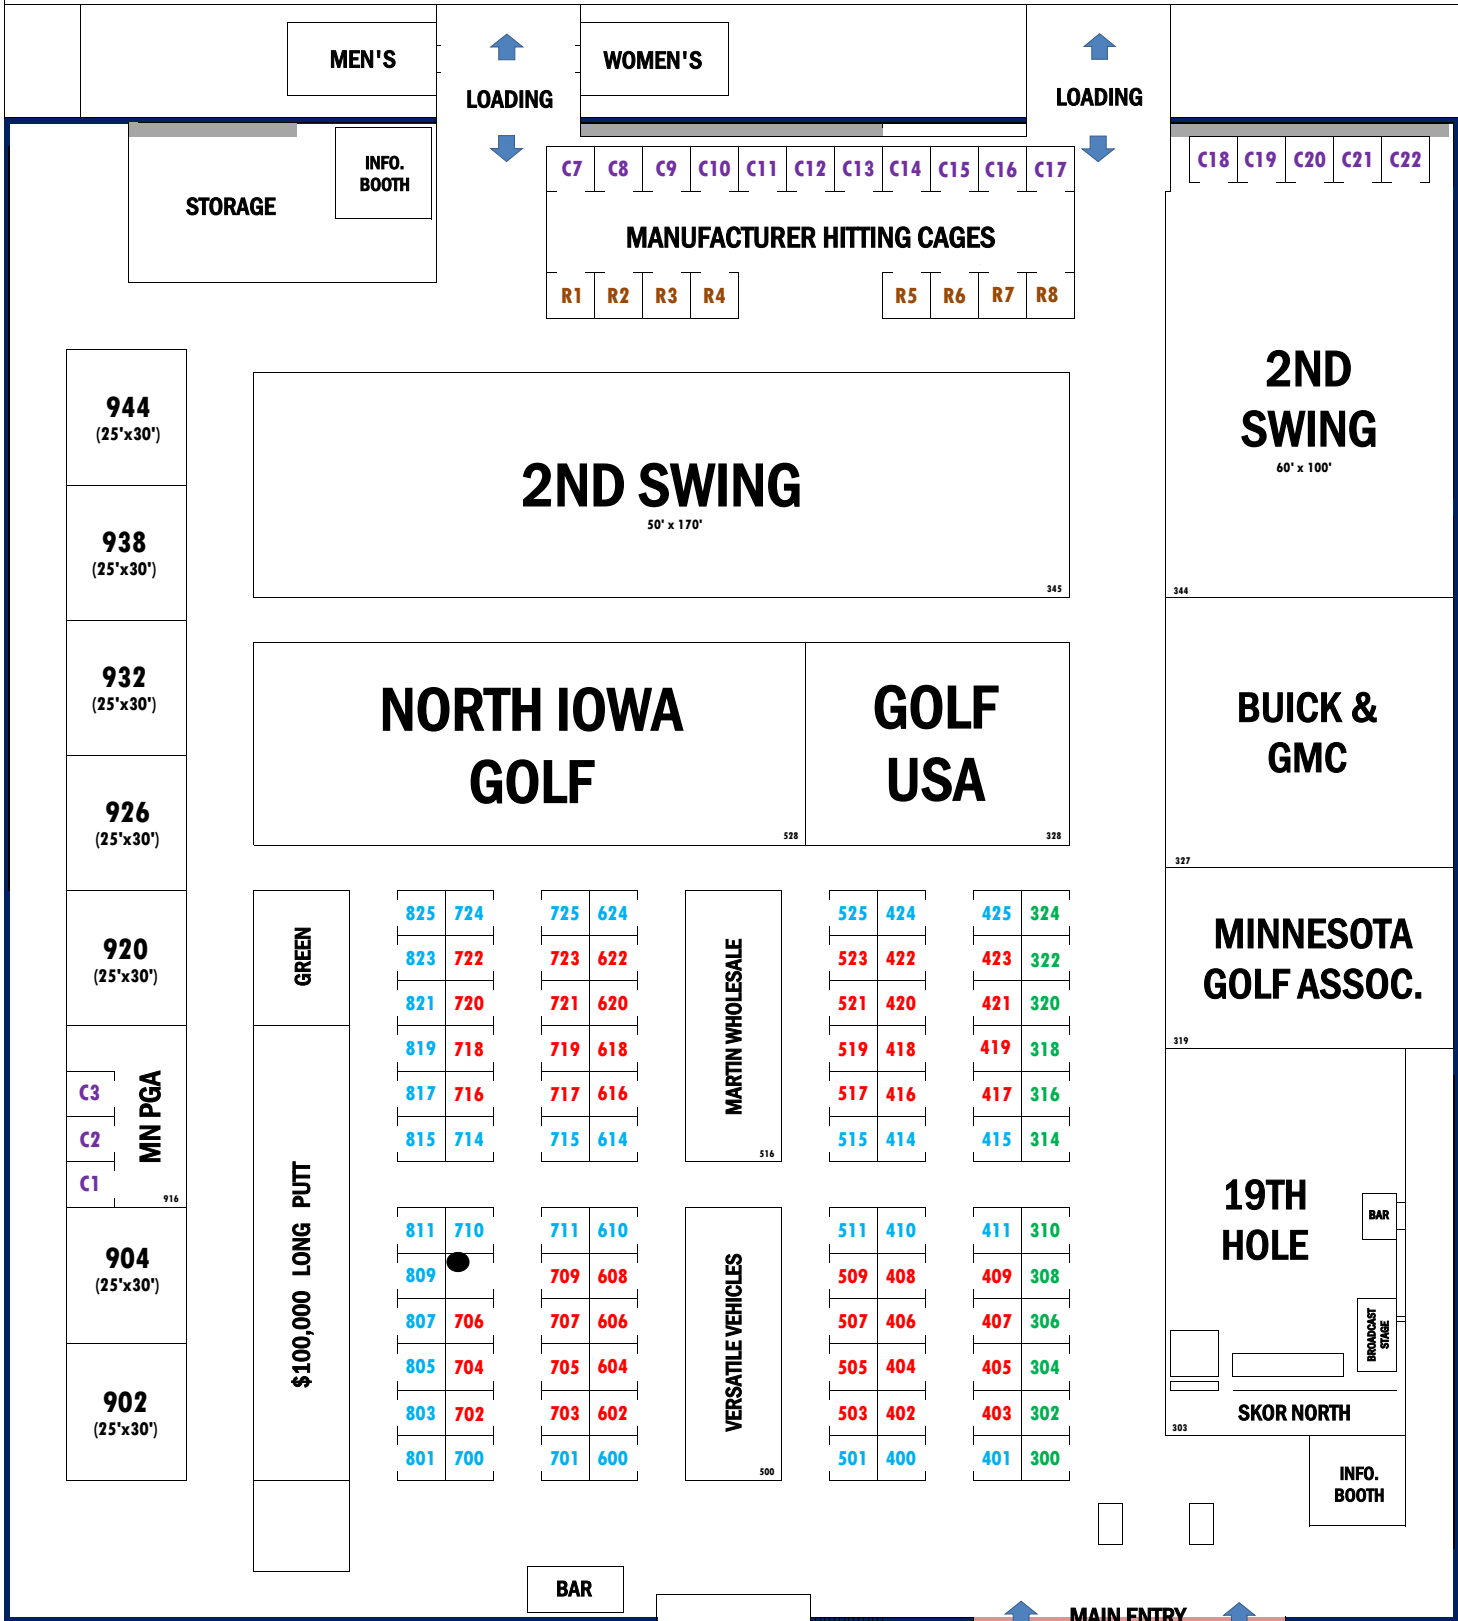 MEN'S
WOMEN'S
LOADING
LOADING
INFO.
BOOTH
STORAGE
C7 C8 C9 C10 C11 C12 C13 C14 C15 C16 C17
C18 C19 C20 C21 C22
MANUFACTURER HITTING CAGES
R1 R2 R3 R4 R5 R6 R7 R8
944
(25'x30')
938
(25'x30')
932
(25'x30')
926
(25'x30')
920
(25'x30')
2ND SWING
50' x 170'
345
2ND
SWING
60' x 100'
344
NORTH IOWA
GOLF
528
GOLF
USA
328
BUICK &
GMC
327
MINNESOTA
GOLF ASSOC.
319
C3
C2
C1
MN PGA
916
904
(25'x30')
902
(25'x30')
GREEN
$100,000 LONG PUTT
825 724 725 624
823 722 723 622
821 720 721 620
819 718 719 618
817 716 717 616
815 714 715 614
MARTIN WHOLESALE
516
525 424 425 324
523 422 423 322
521 420 421 320
519 418 419 318
517 416 417 316
515 414 415 314
811 710 711 610
809 709 608
807 706 707 606
805 704 705 604
803 702 703 602
801 700 701 600
VERSATILE VEHICLES
500
511 410 411 310
509 408 409 308
507 406 407 306
505 404 405 304
503 402 403 302
501 400 401 300
19TH
HOLE
BAR
BROADCAST
STAGE
SKOR NORTH
303
INFO.
BOOTH
BAR
MAIN ENTRY